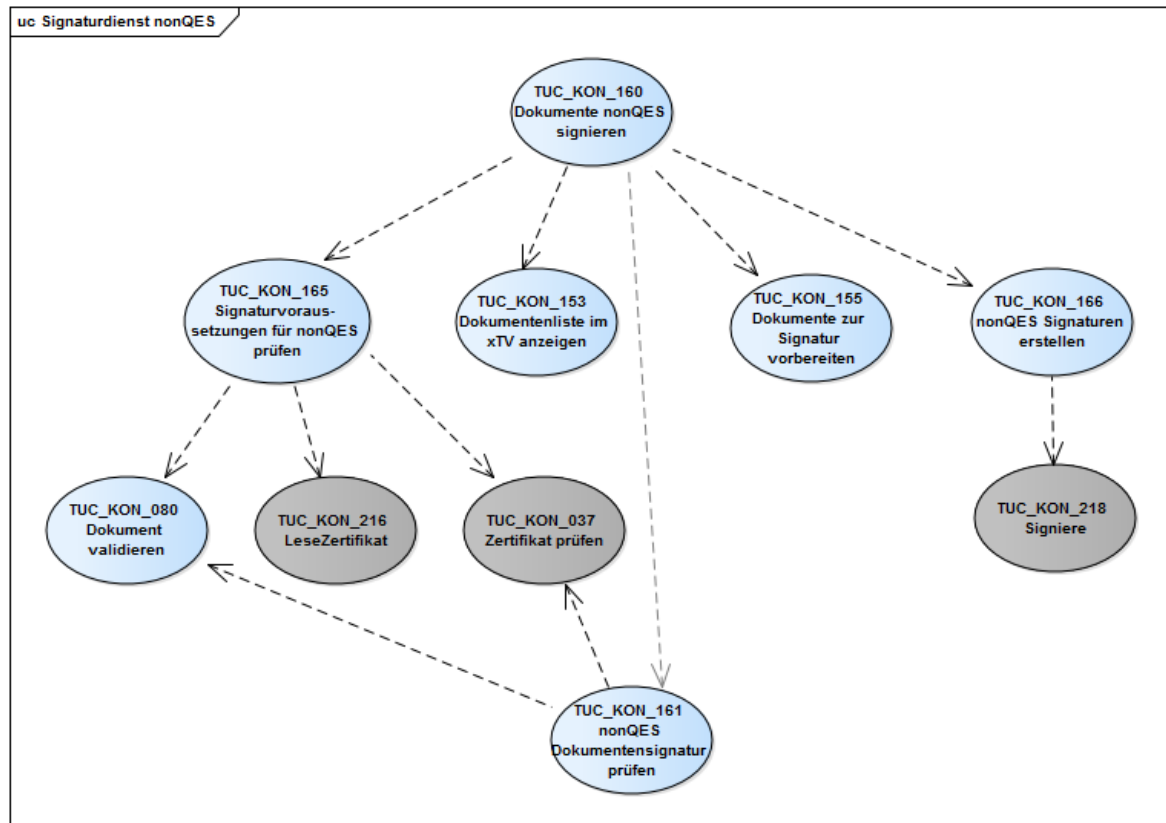 uc Signaturdienst nonQES
TUC_KON_160
Dokumente nonQES
signieren
TUC_KON_165
Signaturvoraus-
setzungen für nonQES
prüfen
TUC_KON_153
Dokumentenliste im
xTV anzeigen
TUC_KON_155
Dokumente zur
Signatur
vorbereiten
TUC_KON_166
nonQES Signaturen
erstellen
TUC_KON_080
Dokument
validieren
TUC_KON_216
LeseZertifikat
TUC_KON_037
Zertifikat prüfen
TUC_KON_218
Signiere
TUC_KON_161
nonQES
Dokumentensignatur
prüfen